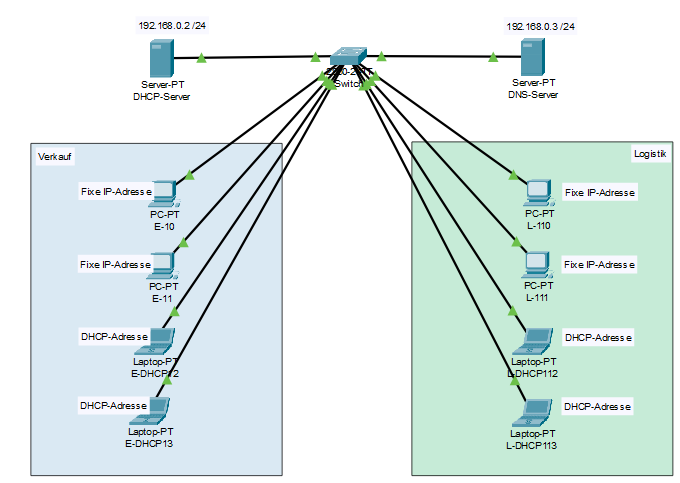 192.168.0.2 /24
192.168.0.3 /24
Server-PT
DHCP-Server
Switch
Server-PT
DNS-Server
Verkauf
Logistik
Fixe IP-Adresse
PC-PT
E-10
Fixe IP-Adresse
PC-PT
L-110
Fixe IP-Adresse
PC-PT
E-11
Fixe IP-Adresse
PC-PT
L-111
DHCP-Adresse
Laptop-PT
E-DHCP12
DHCP-Adresse
Laptop-PT
L-DHCP112
DHCP-Adresse
Laptop-PT
E-DHCP13
DHCP-Adresse
Laptop-PT
L-DHCP113